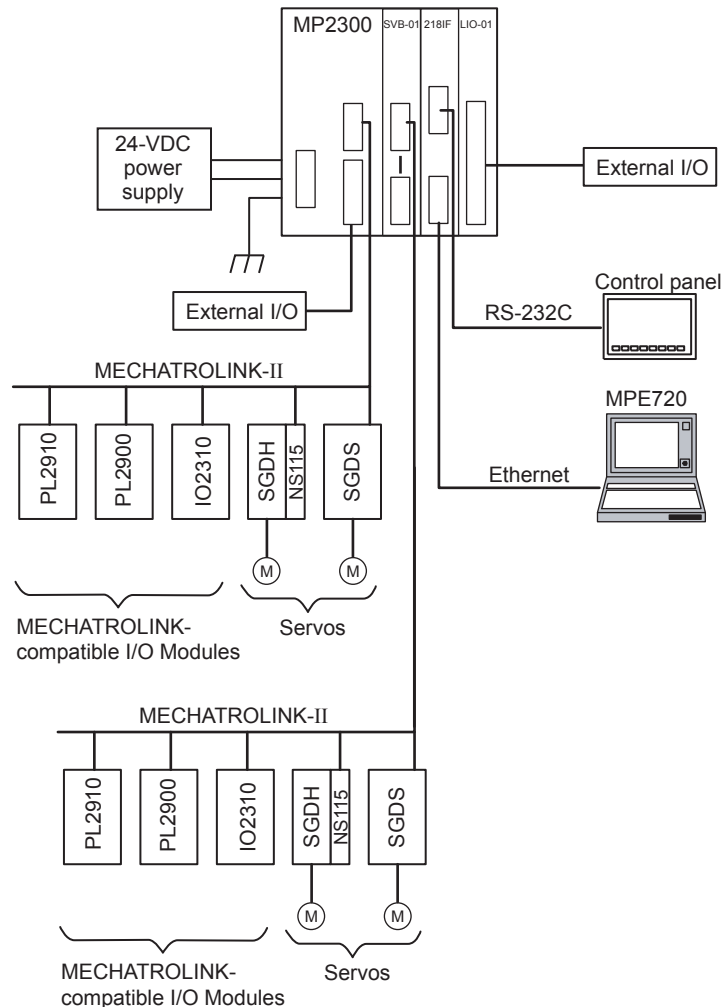 MP2300
SVB-01
218IF
LIO-01
24-VDC
power
supply
External I/O
External I/O
Control panel
RS-232C
MECHATROLINK-II
MPE720
PL2910
PL2900
IO2310
SGDH
NS115
SGDS
Ethernet
M
M
MECHATROLINK-
compatible I/O Modules
Servos
MECHATROLINK-II
PL2910
PL2900
IO2310
SGDH
NS115
SGDS
M
M
MECHATROLINK-
compatible I/O Modules
Servos